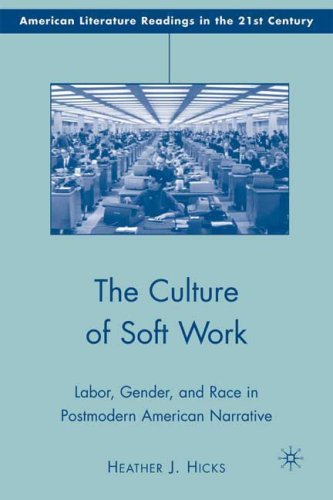 American Literature Readings in the 21st Century
The Culture
of Soft Work
Labor, Gender, and Race in
Postmodern American Narrative
Heather J. Hicks